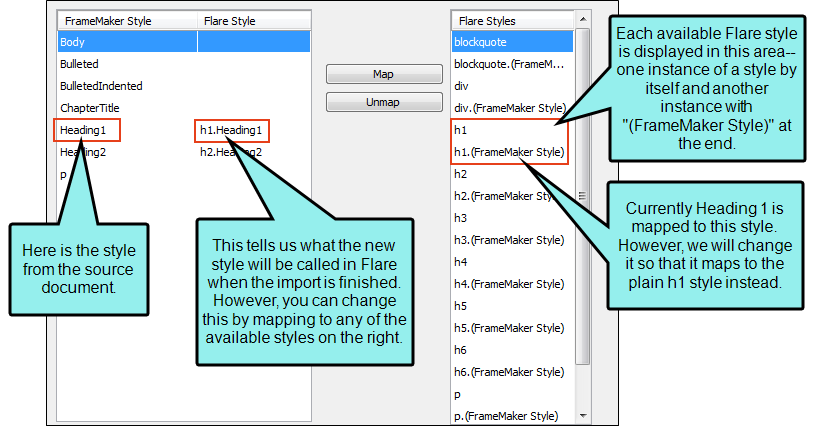 FrameMaker Style
Flare Style
Body
Bulleted
BulletedIndented
ChapterTitle
Heading1
h1.Heading1
Heading2
h2.Heading2
p
Map
Unmap
Flare Styles
blockquote
blockquote.(FrameM...
div
div.(FrameMaker Style)
h1
h1.(FrameMaker Style)
h2
h2.(FrameMaker Style)
h3
h3.(FrameMaker Style)
h4
h4.(FrameMaker Style)
h5
h5.(FrameMaker Style)
h6
h6.(FrameMaker Style)
p
p.(FrameMaker Style)
Here is the style
from the source
document.
This tells us what the new
style will be called in Flare
when the import is finished.
However, you can change
this by mapping to any of the
available styles on the right.
Each available Flare style
is displayed in this area--
one instance of a style by
itself and another
instance with
"(FrameMaker Style)" at
the end.
Currently Heading 1 is
mapped to this style.
However, we will change
it so that it maps to the
plain h1 style instead.